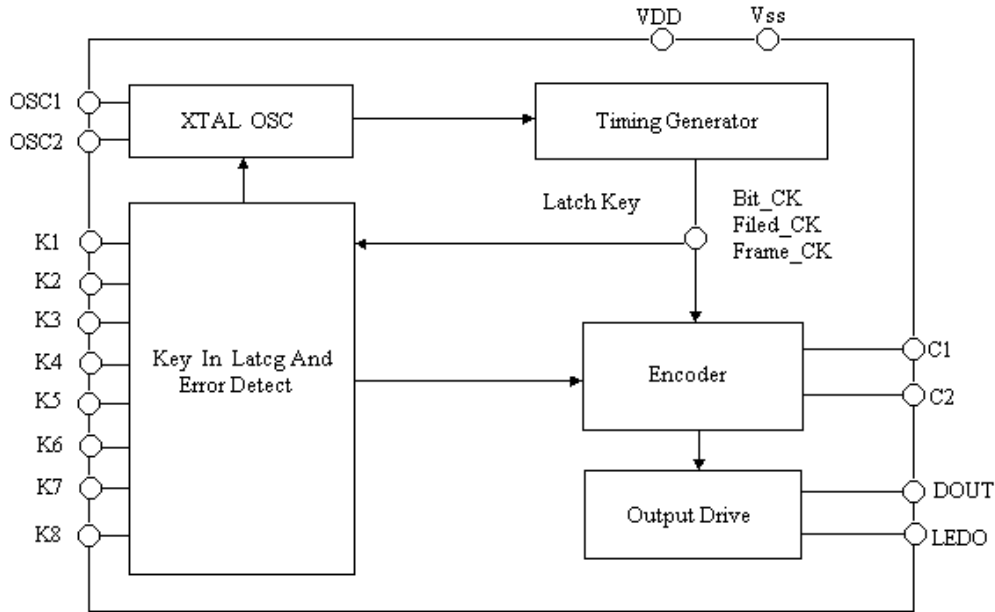 VDD
Vss
OSC1
OSC2
XTAL OSC
Timing Generator
Latch Key
Bit_CK
Filed_CK
Frame_CK
K1
K2
K3
K4
K5
K6
K7
K8
Key In Latcg And
Error Detect
Encoder
C1
C2
Output Drive
DOUT
LEDO